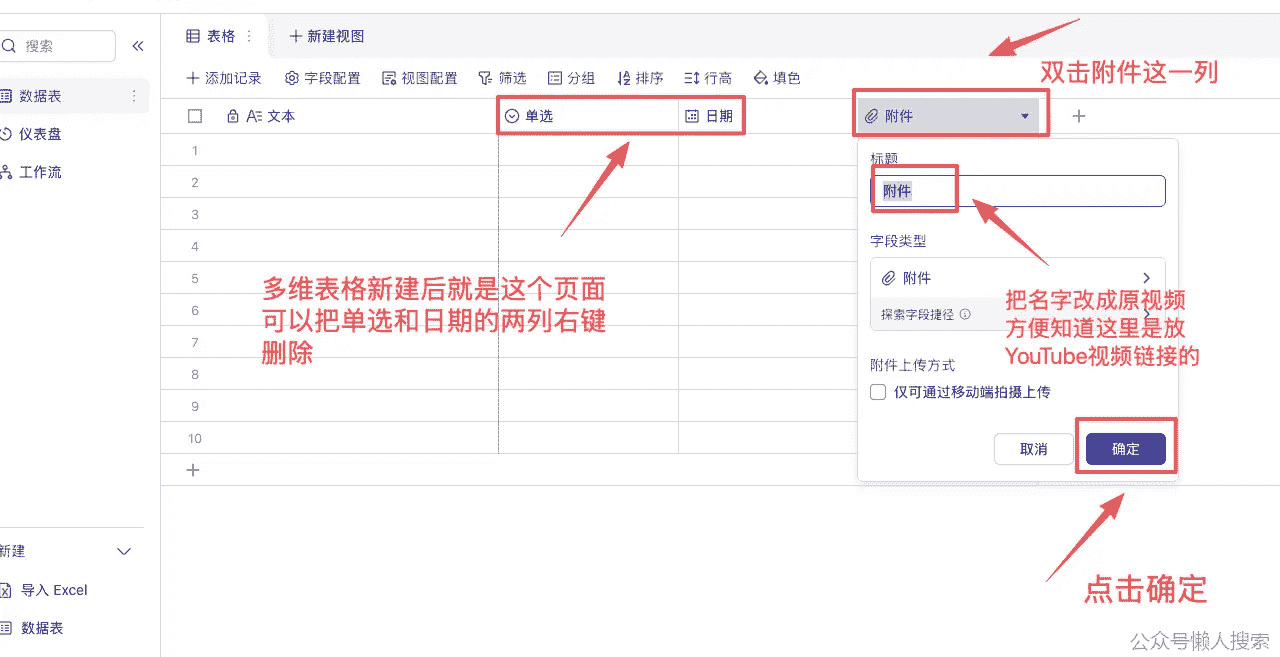 搜索
数据表
仪表盘
工作流
新建
导入 Excel
数据表
表格
新建视图
添加记录 字段配置 视图配置 筛选 分组 排序 行高 填色
文本 单选 日期 附件
1
2
3
4
5
6
7
8
9
10
多维表格新建后就是这个页面
可以把单选和日期的两列右键
删除
双击附件这一列
标题
附件
字段类型
附件
探索字段捷径
把名字改成原视频
方便知道这里是放
YouTube视频链接的
附件上传方式
仅可通过移动端拍摄上传
取消 确定
点击确定
公众号懒人搜索